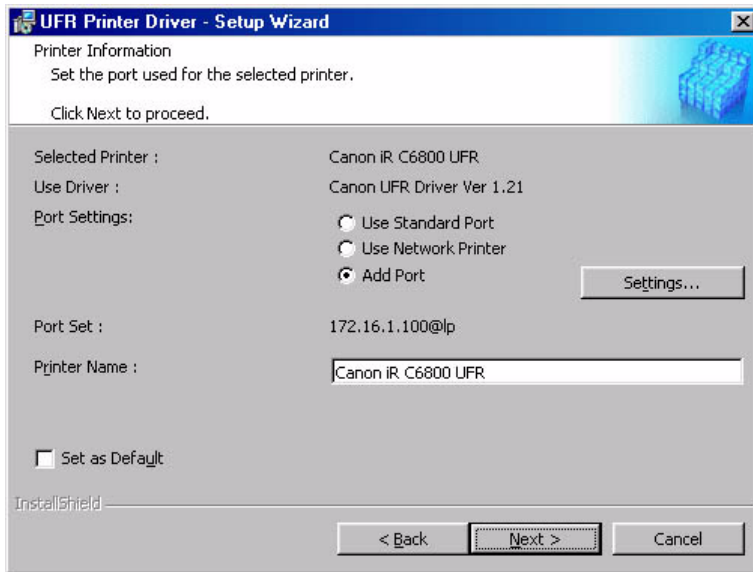 UFR Printer Driver - Setup Wizard
Printer Information
Set the port used for the selected printer.
Click Next to proceed.
Selected Printer : Canon iR C6800 UFR
Use Driver : Canon UFR Driver Ver 1.21
Port Settings: Use Standard Port
Use Network Printer
Add Port Settings...
Port Set : 172.16.1.100@lp
Printer Name : Canon iR C6800 UFR
Set as Default
InstallShield
< Back Next > Cancel